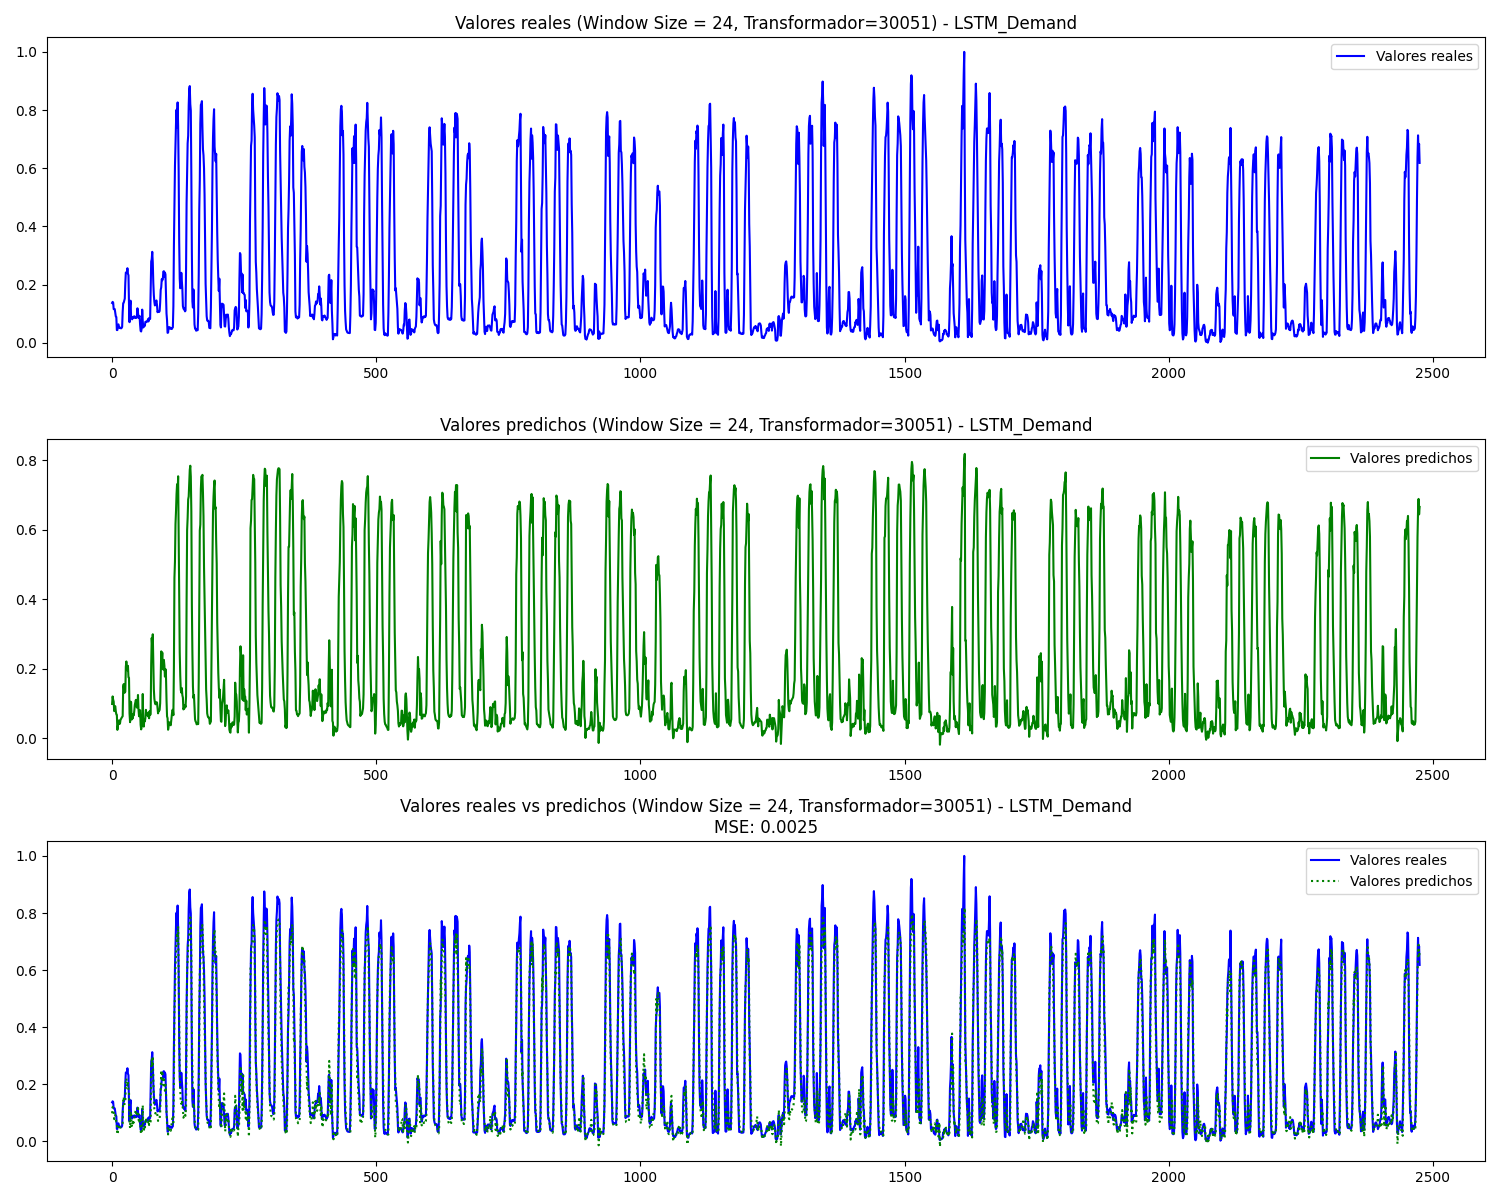 Valores reales (Window Size = 24, Transformador=30051) - LSTM_Demand
Valores reales
1.0
0.8
0.6
0.4
0.2
0.0
0 500 1000 1500 2000 2500
Valores predichos (Window Size = 24, Transformador=30051) - LSTM_Demand
Valores predichos
0.8
0.6
0.4
0.2
0.0
0 500 1000 1500 2000 2500
Valores reales vs predichos (Window Size = 24, Transformador=30051) - LSTM_Demand
MSE: 0.0025
Valores reales
Valores predichos
1.0
0.8
0.6
0.4
0.2
0.0
0 500 1000 1500 2000 2500